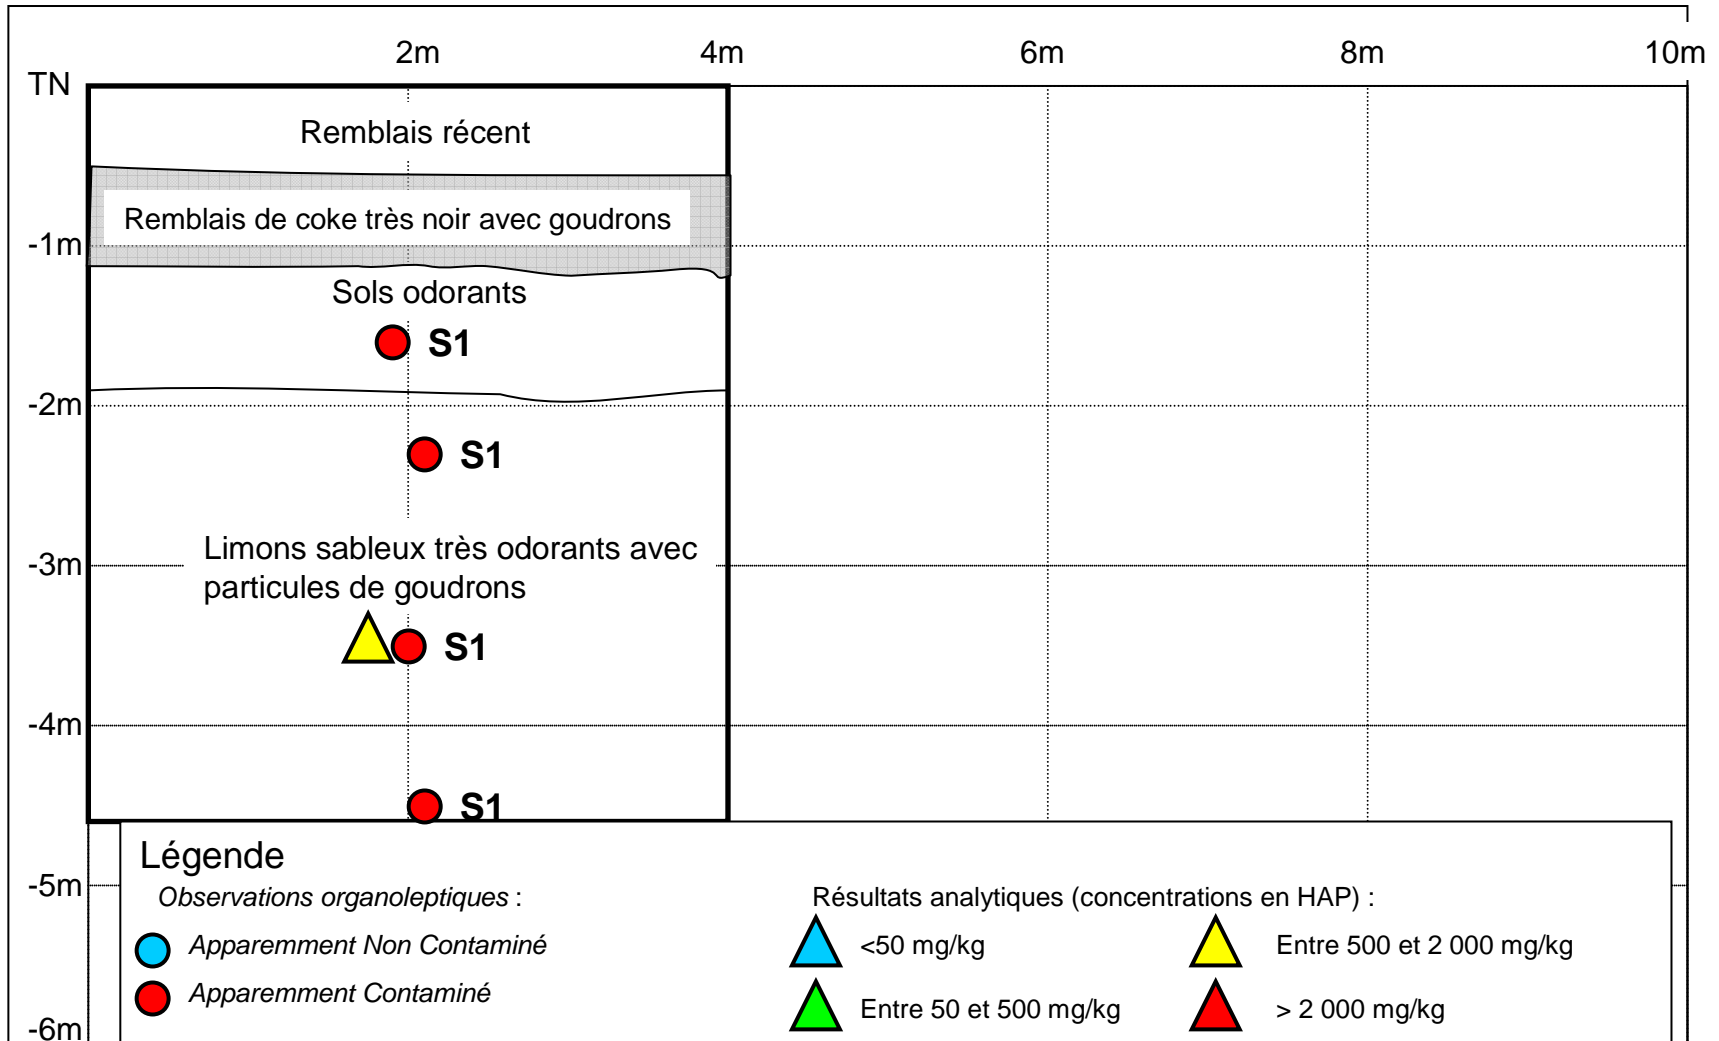 2m 4m 6m 8m 10m
TN
Remblais récent
Remblais de coke très noir avec goudrons
-1m
Sols odorants
S1
-2m
S1
Limons sableux très odorants avec
-3m
particules de goudrons
S1
-4m
S1
Légende
-5m
Observations organoleptiques :
Résultats analytiques (concentrations en HAP) :
Apparemment Non Contaminé
<50 mg/kg
Entre 500 et 2 000 mg/kg
Apparemment Contaminé
Entre 50 et 500 mg/kg
> 2 000 mg/kg
-6m